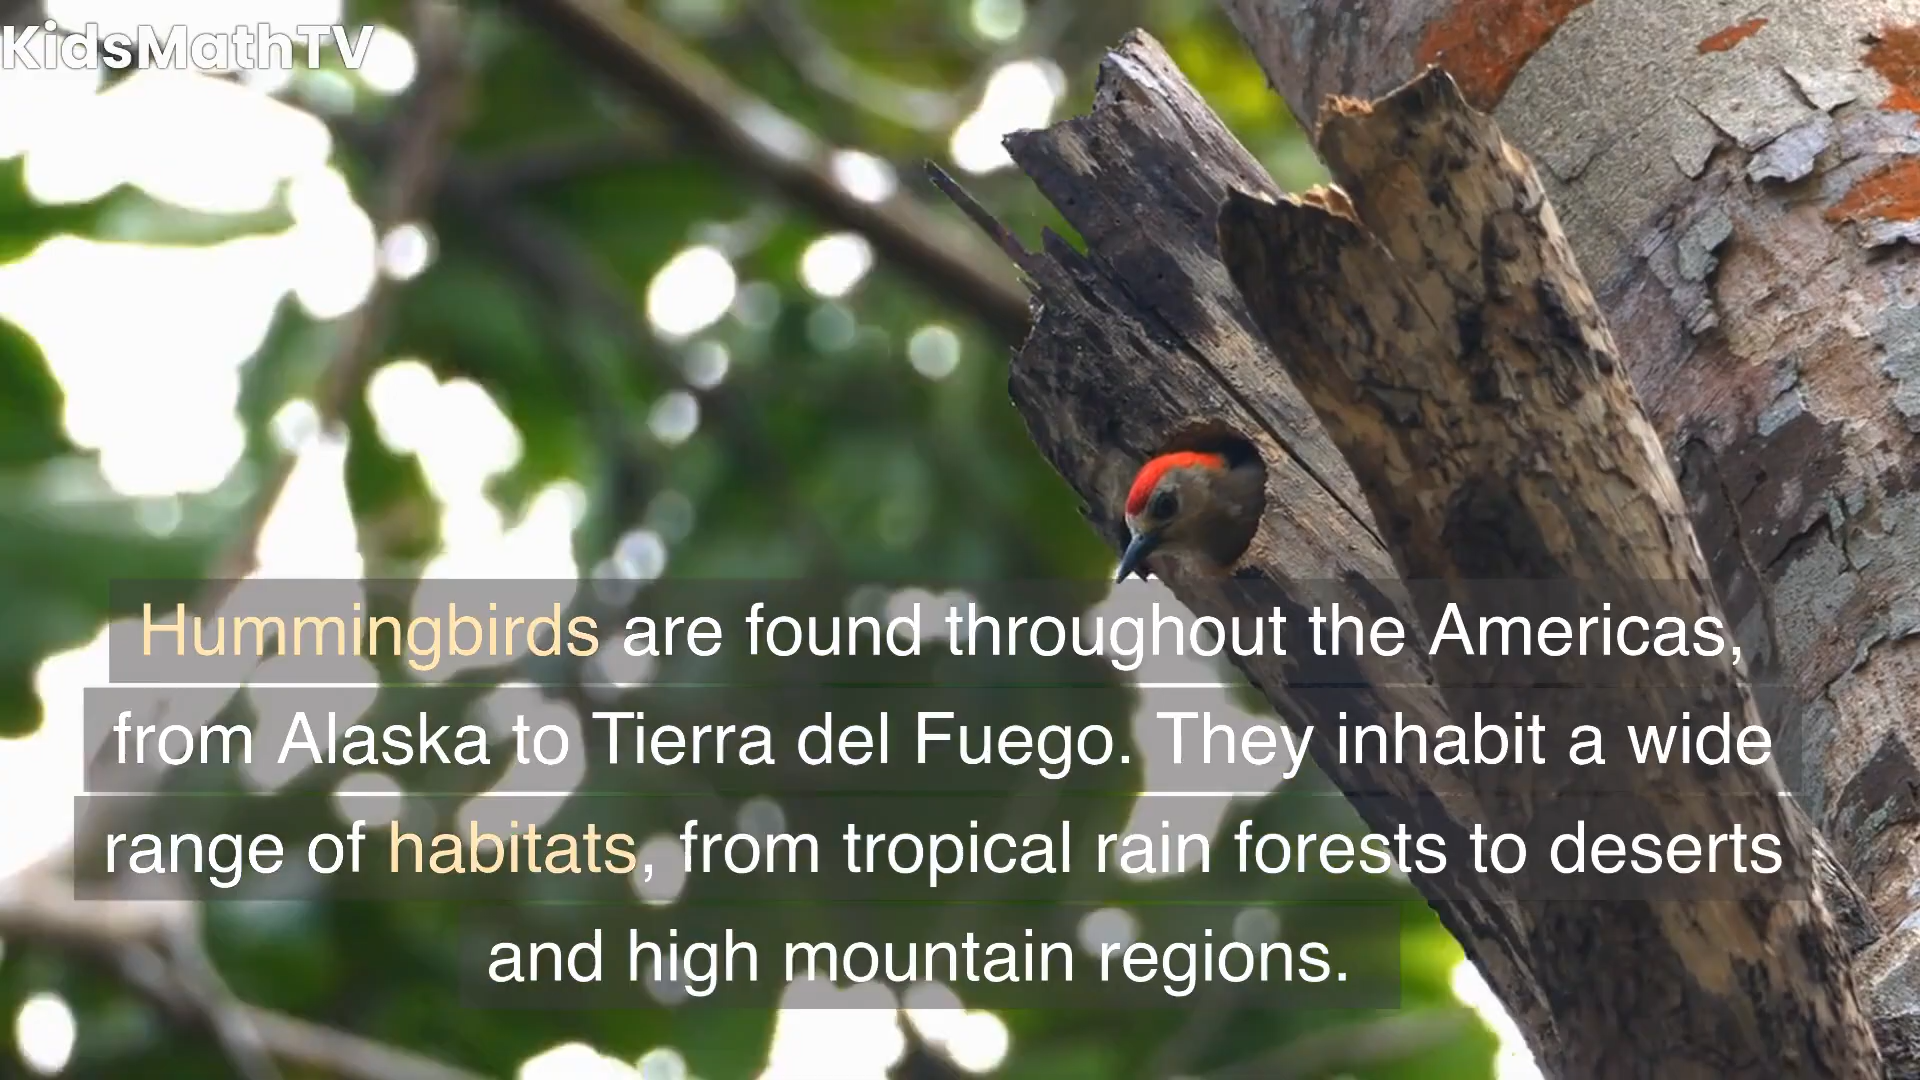 KidsMathTV
Hummingbirds are found throughout the Americas,
from Alaska to Tierra del Fuego. They inhabit a wide
range of habitats, from tropical rain forests to deserts
and high mountain regions.